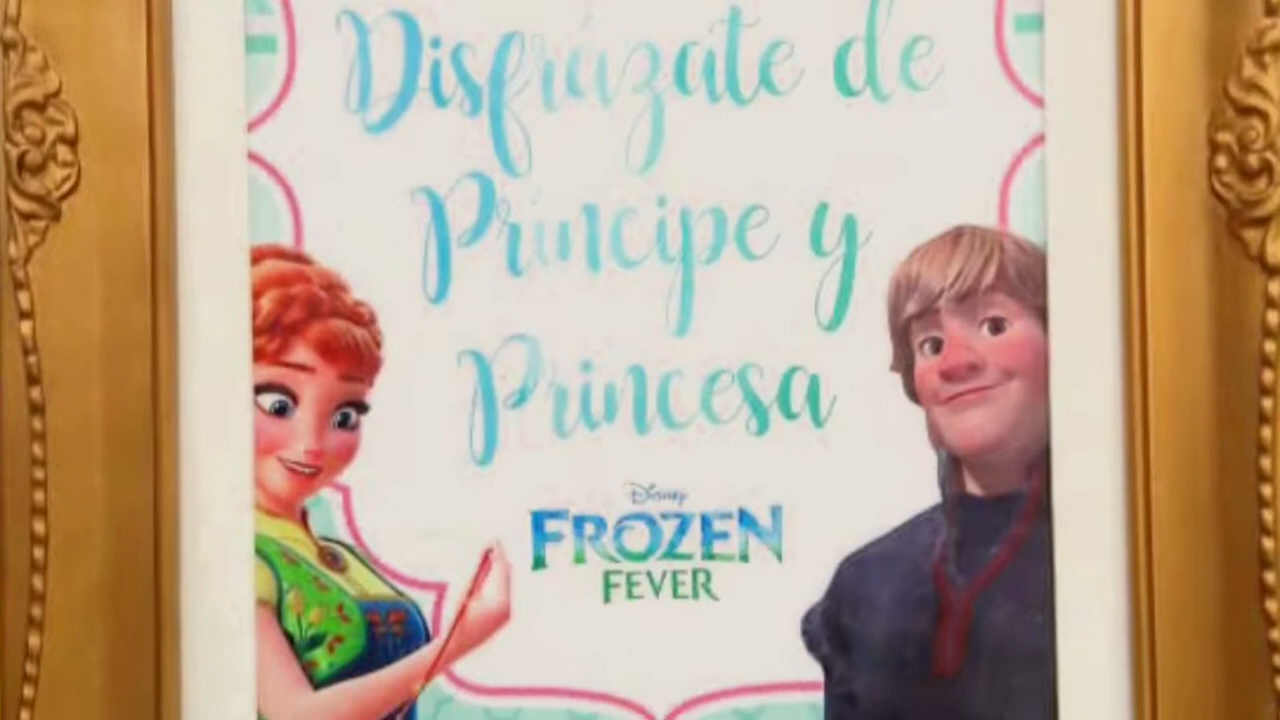 Disfrázate de
Príncipe y
Princesa
Disney
FROZEN
FEVER